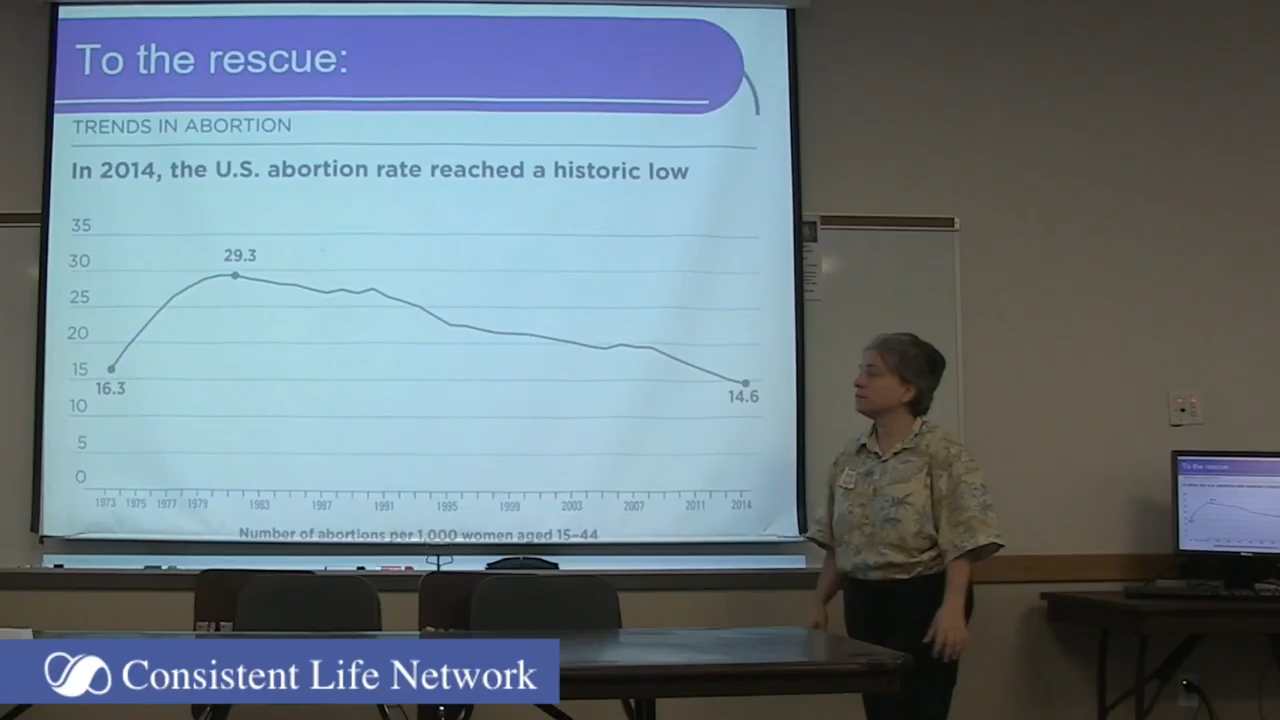 To the rescue:
TRENDS IN ABORTION
In 2014, the U.S. abortion rate reached a historic low
35
30
29.3
25
20
15
16.3
14.6
10
5
0
1973 1975 1977 1979 1983 1987 1991 1995 1999 2003 2007 2011 2014
Number of abortions per 1,000 women aged 15–44
To the rescue:
Consistent Life Network